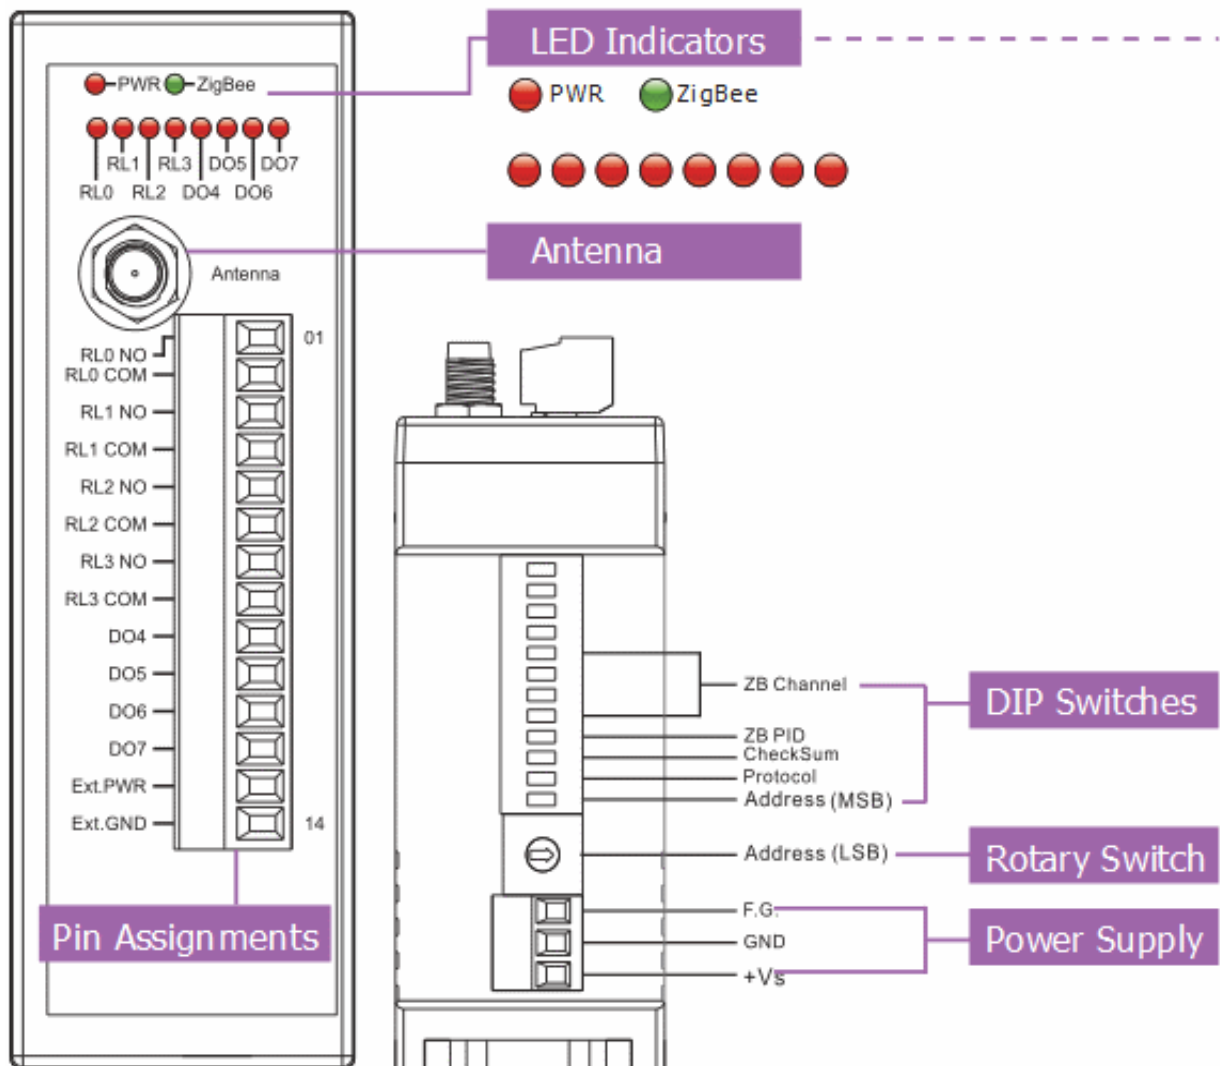 LED Indicators
PWR ZigBee
PWR ZigBee
RL1 RL3 DO5 DO7
RL0 RL2 DO4 DO6
Antenna
Antenna
01
RL0 NO
RL0 COM
RL1 NO
RL1 COM
RL2 NO
RL2 COM
RL3 NO
RL3 COM
DO4
DO5
DO6
DO7
Ext.PWR
Ext.GND
14
Pin Assignments
ZB Channel
ZB PID
CheckSum
Protocol
Address (MSB)
DIP Switches
Address (LSB)
Rotary Switch
F.G.
GND
+Vs
Power Supply